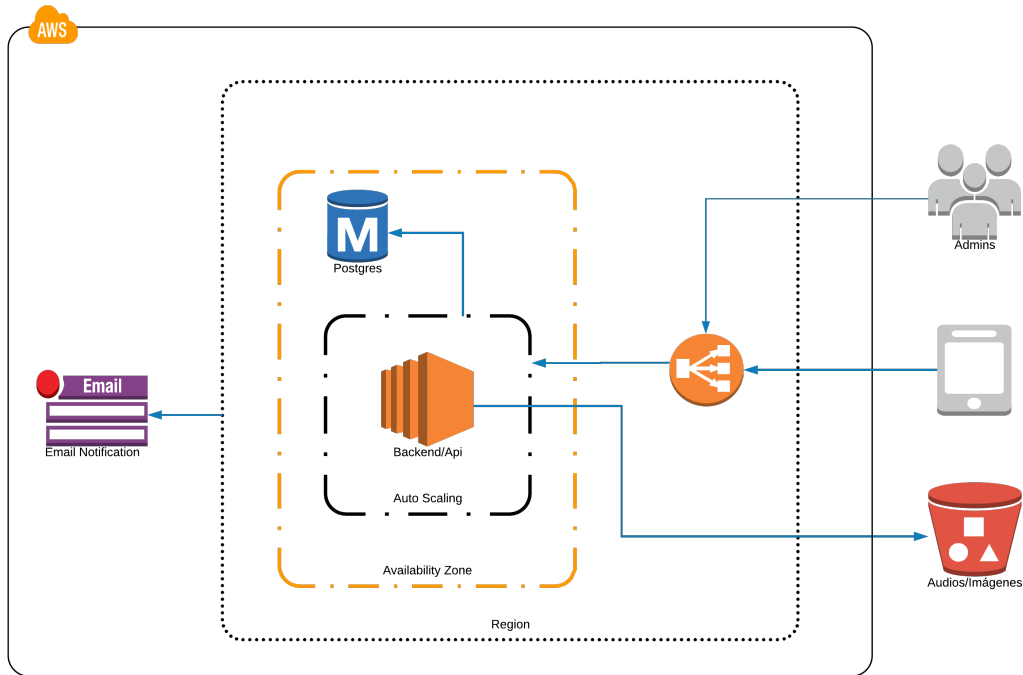 AWS
Admins
M
Postgres
Email
Email Notification
Backend/Api
Auto Scaling
Availability Zone
Audios/Imágenes
Region